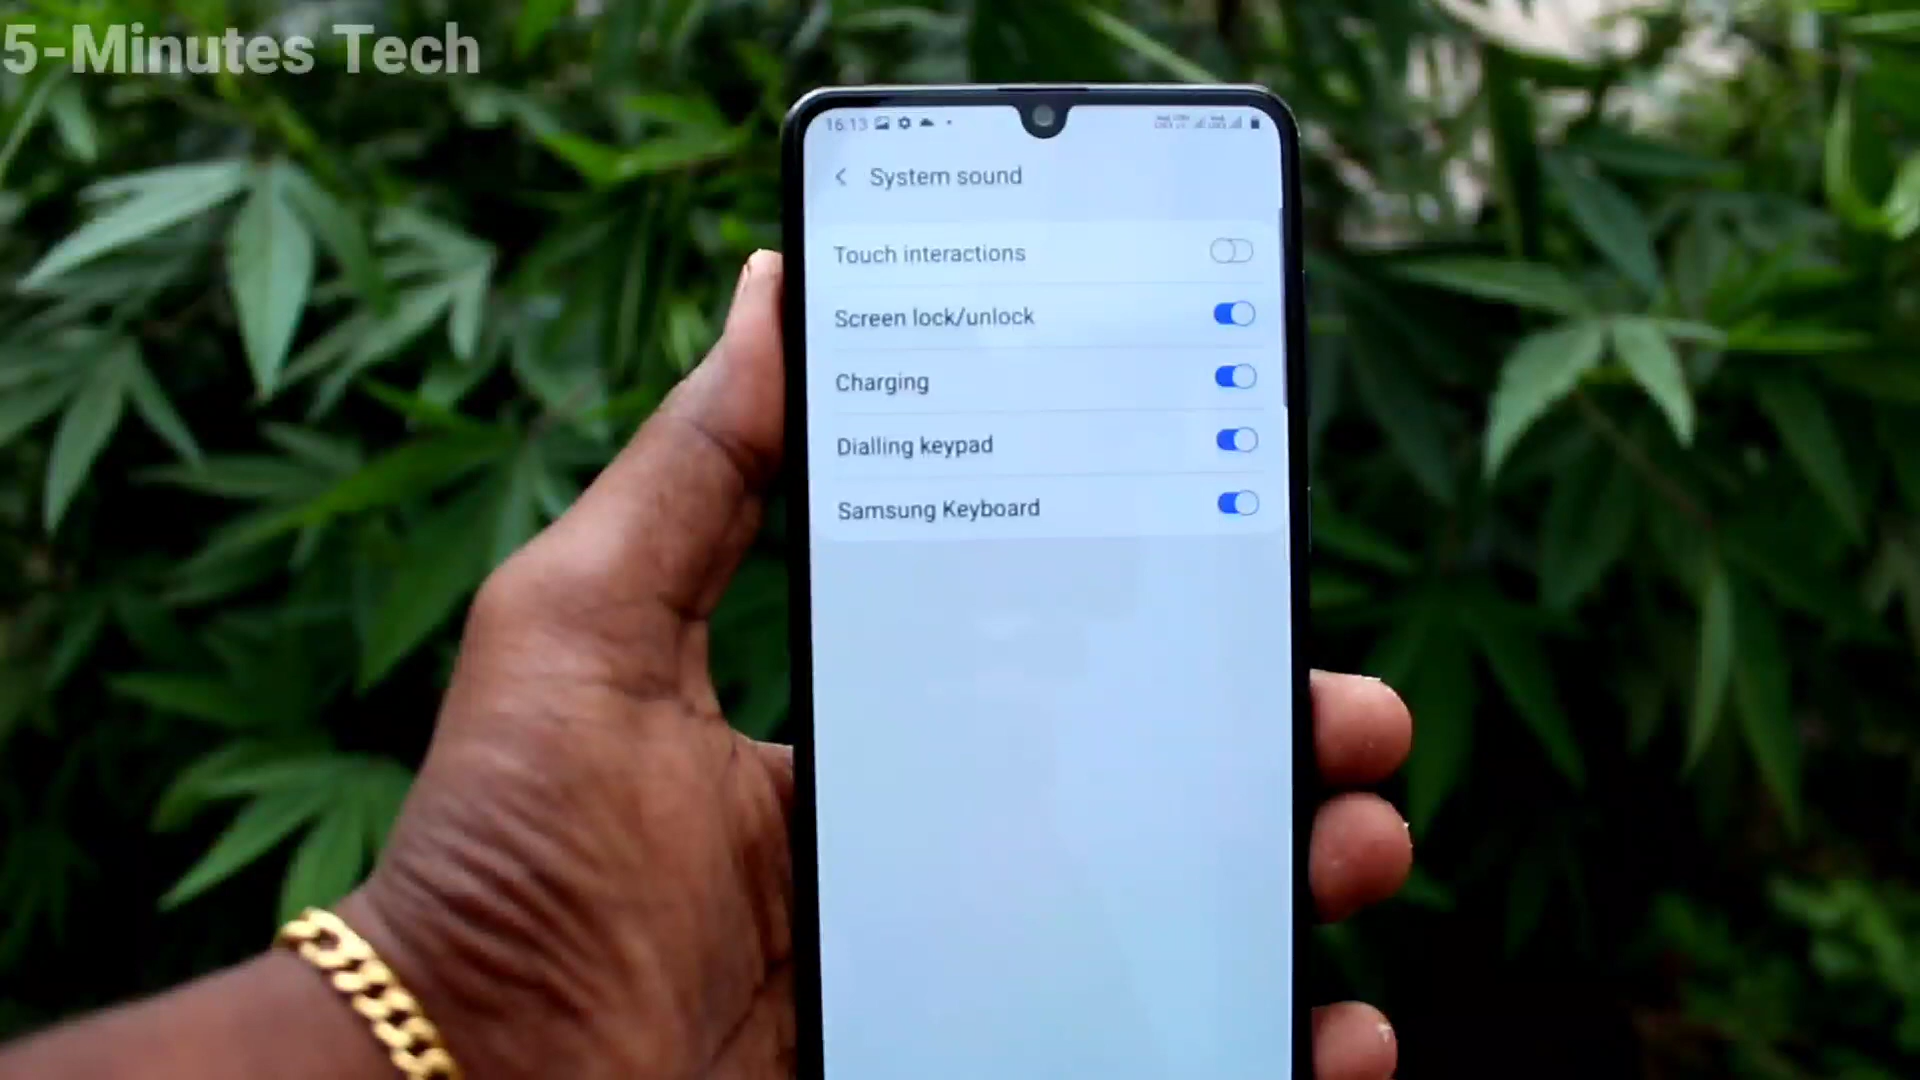 5-Minutes Tech
16:13
System sound
Touch interactions
Screen lock/unlock
Charging
Dialling keypad
Samsung Keyboard